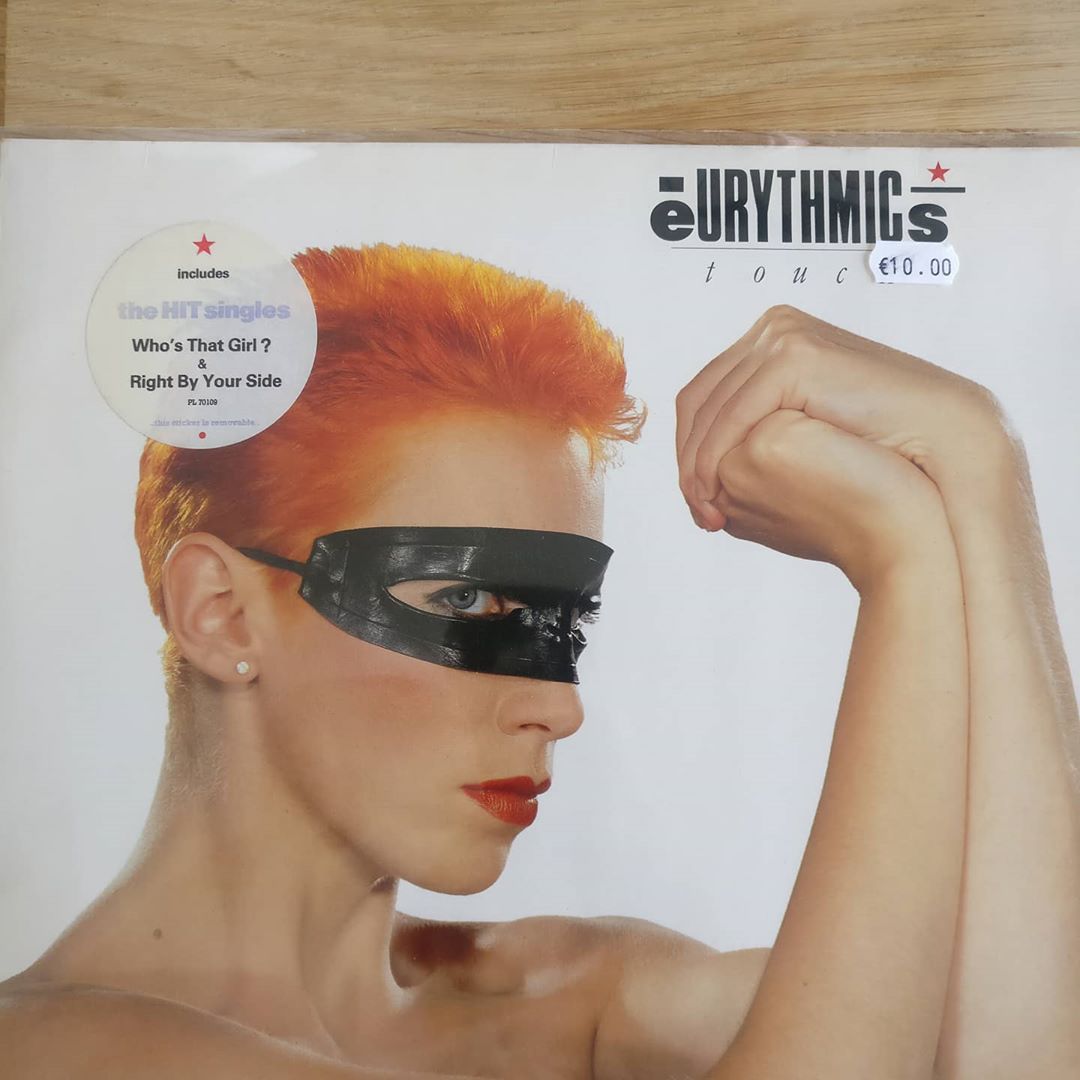 includes
the HIT singles
Who's That Girl?
&
Right By Your Side
PL 70109
..this sticker is removable..
eURYTHMICs
touc
€10.00